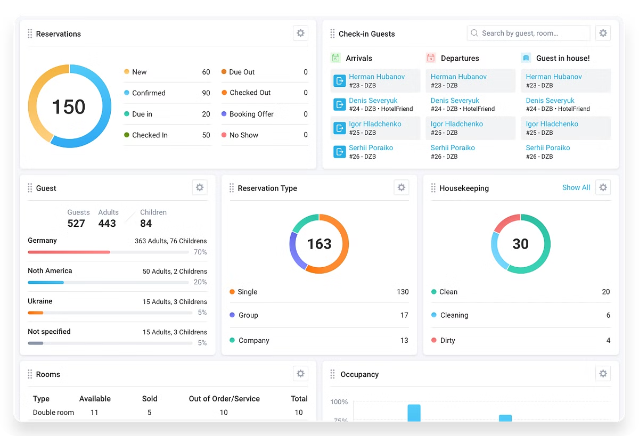 Reservations
150
New 60
Confirmed 90
Due in 20
Checked In 50
Due Out 0
Checked Out 0
Booking Offer 0
No Show 0
Check-in Guests
Search by guest, room...
Arrivals Departures Guest in house!
Herman Hubanov Herman Hubanov Herman Hubanov
#23 - DZB #23 - DZB #23 - DZB
Denis Severyuk Denis Severyuk Denis Severyuk
#24 - DZB • HotelFriend #24 - DZB • HotelFriend #24 - DZB • HotelFriend
Igor Hladchenko Igor Hladchenko Igor Hladchenko
#25 - DZB #25 - DZB #25 - DZB
Serhii Poraiko Serhii Poraiko Serhii Poraiko
#26 - DZB #26 - DZB #26 - DZB
Guest
Guests Adults Children
527 443 84
Germany 363 Adults, 76 Childrens
70%
Noth America 50 Adults, 2 Childrens
20%
Ukraine 15 Adults, 3 Childrens
5%
Not specified 15 Adults, 3 Childrens
5%
Reservation Type
163
Single 130
Group 17
Company 13
Housekeeping Show All
30
Clean 20
Cleaning 6
Dirty 4
Rooms
Type Available Sold Out of Order/Service Total
Double room 11 5 10 10
Occupancy
100%
75%